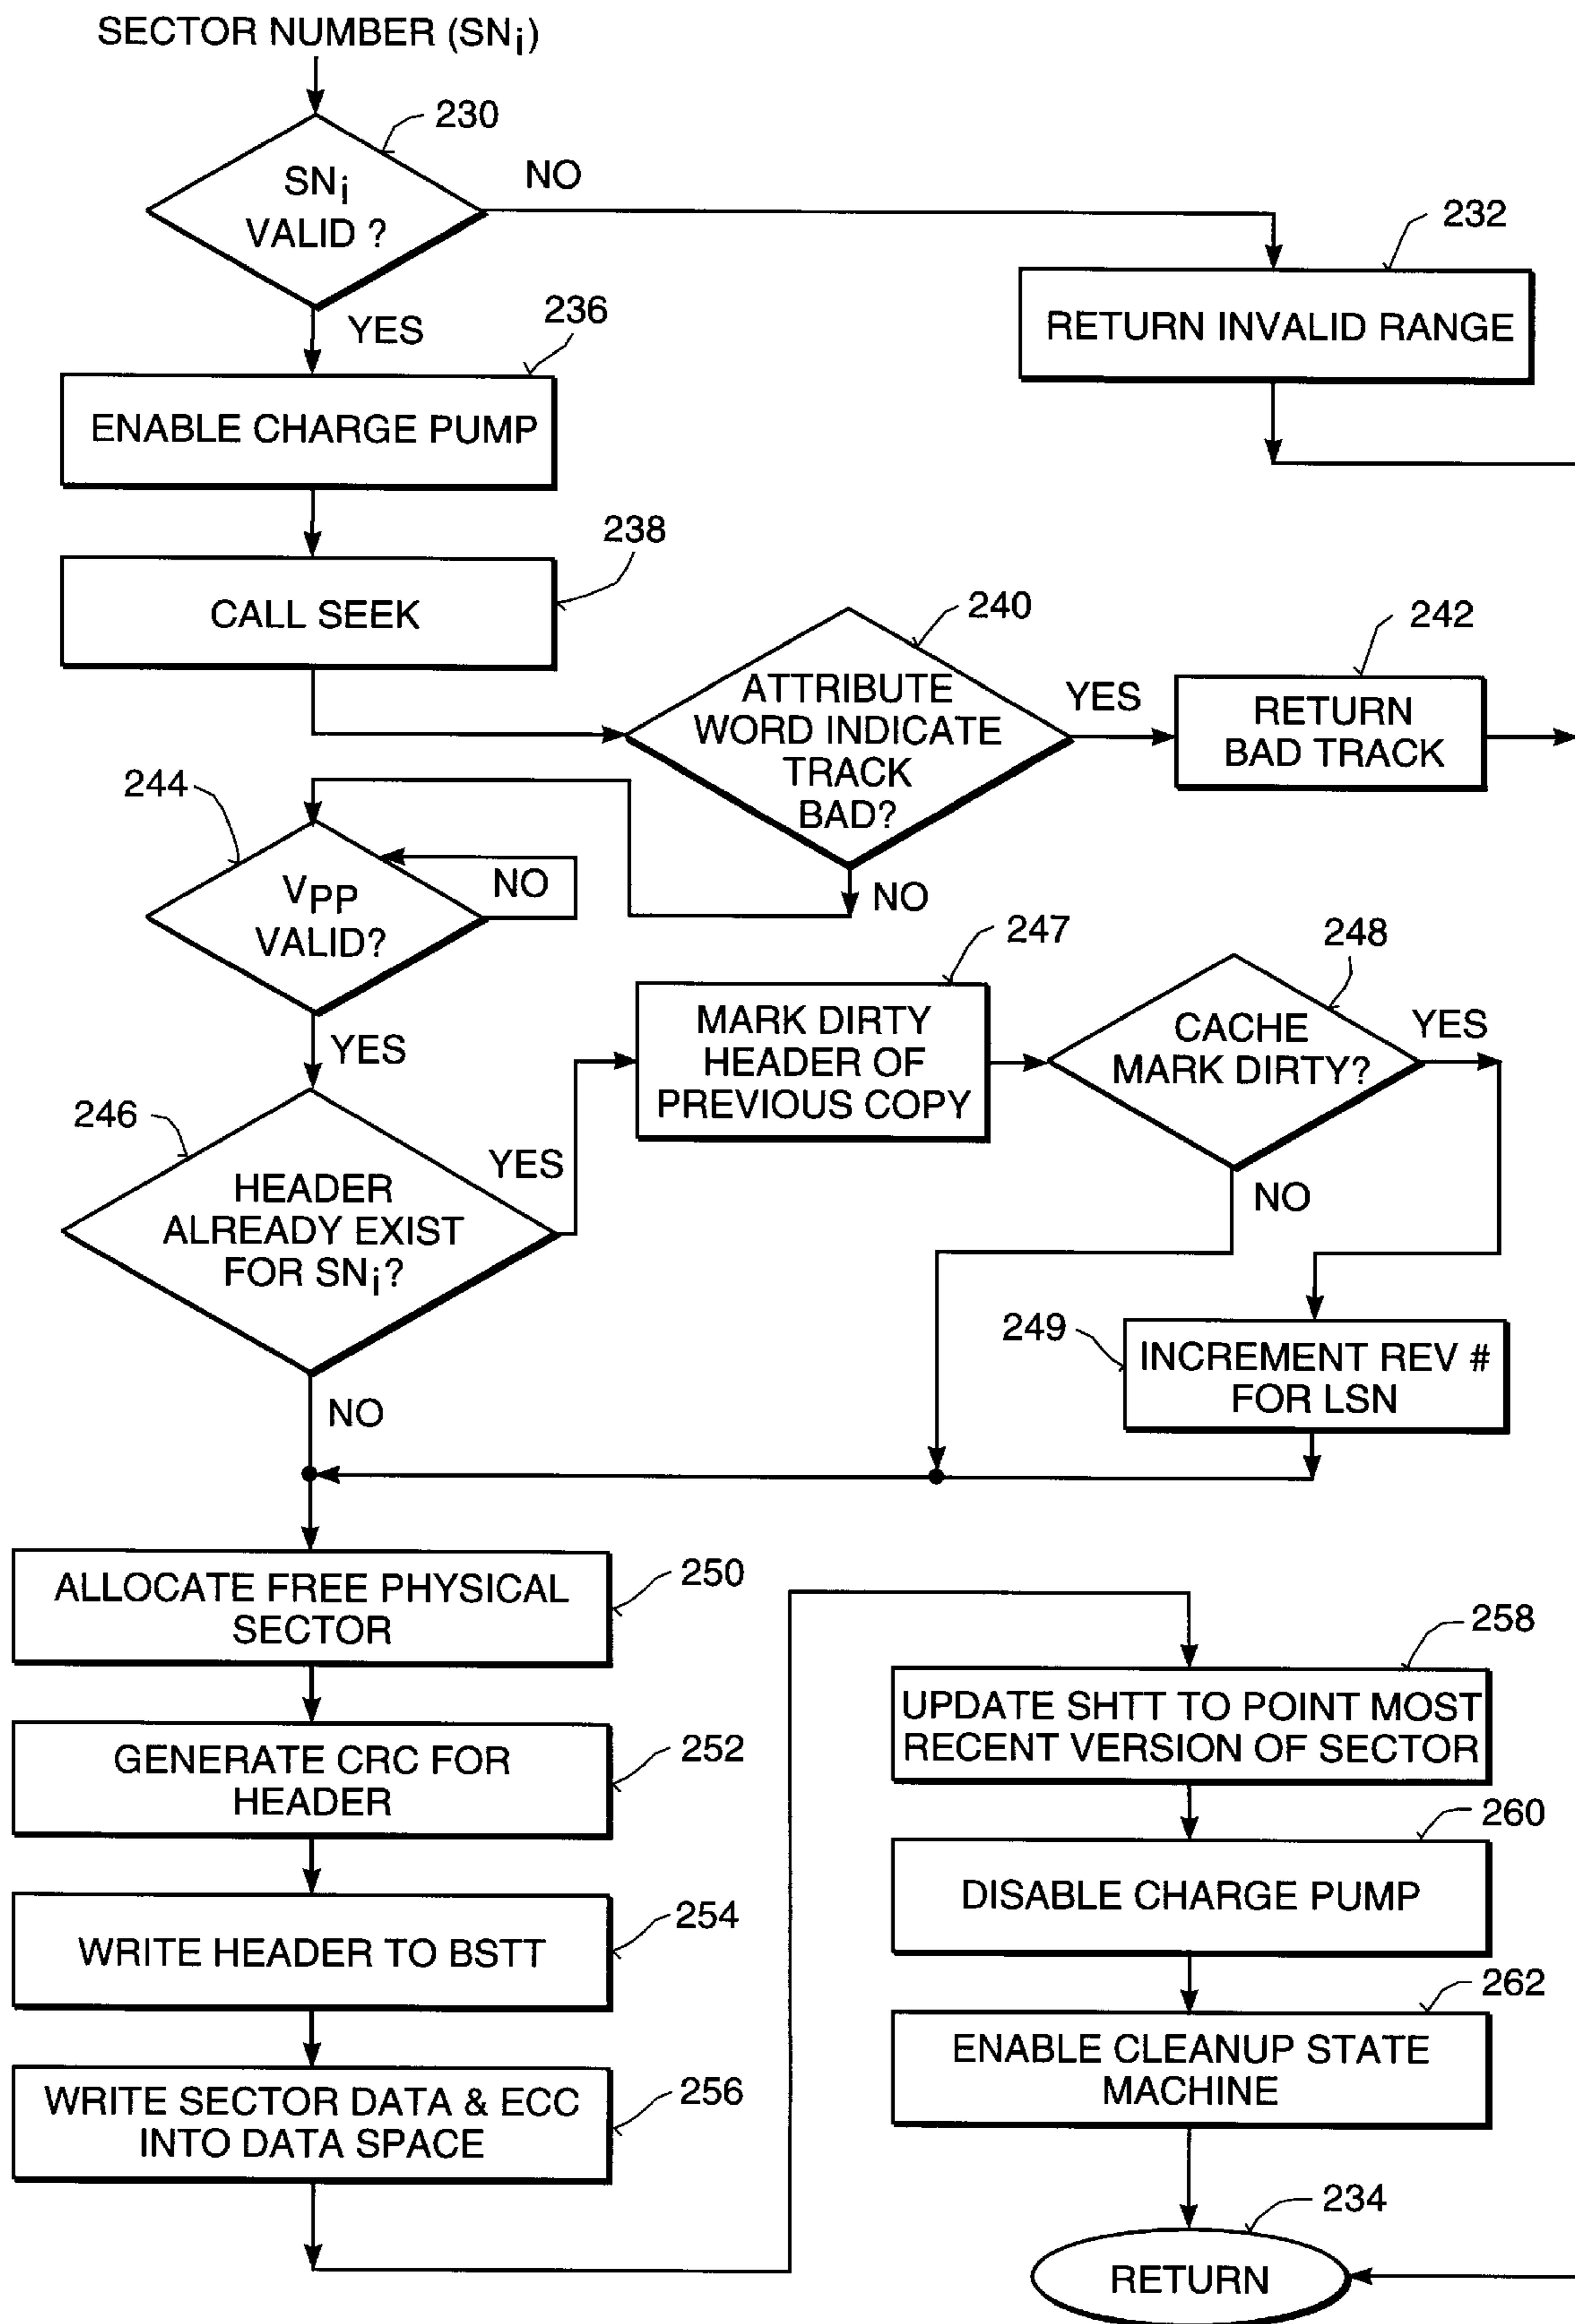 SECTOR NUMBER (SNi)
230
SNi
VALID ?
NO
232
RETURN INVALID RANGE
YES
236
ENABLE CHARGE PUMP
238
CALL SEEK
240
ATTRIBUTE
WORD INDICATE
TRACK
BAD?
YES
242
RETURN
BAD TRACK
NO
244
VPP
VALID?
NO
YES
246
HEADER
ALREADY EXIST
FOR SNi?
YES
247
MARK DIRTY
HEADER OF
PREVIOUS COPY
248
CACHE
MARK DIRTY?
YES
NO
249
INCREMENT REV #
FOR LSN
NO
250
ALLOCATE FREE PHYSICAL
SECTOR
252
GENERATE CRC FOR
HEADER
254
WRITE HEADER TO BSTT
256
WRITE SECTOR DATA & ECC
INTO DATA SPACE
258
UPDATE SHTT TO POINT MOST
RECENT VERSION OF SECTOR
260
DISABLE CHARGE PUMP
262
ENABLE CLEANUP STATE
MACHINE
234
RETURN